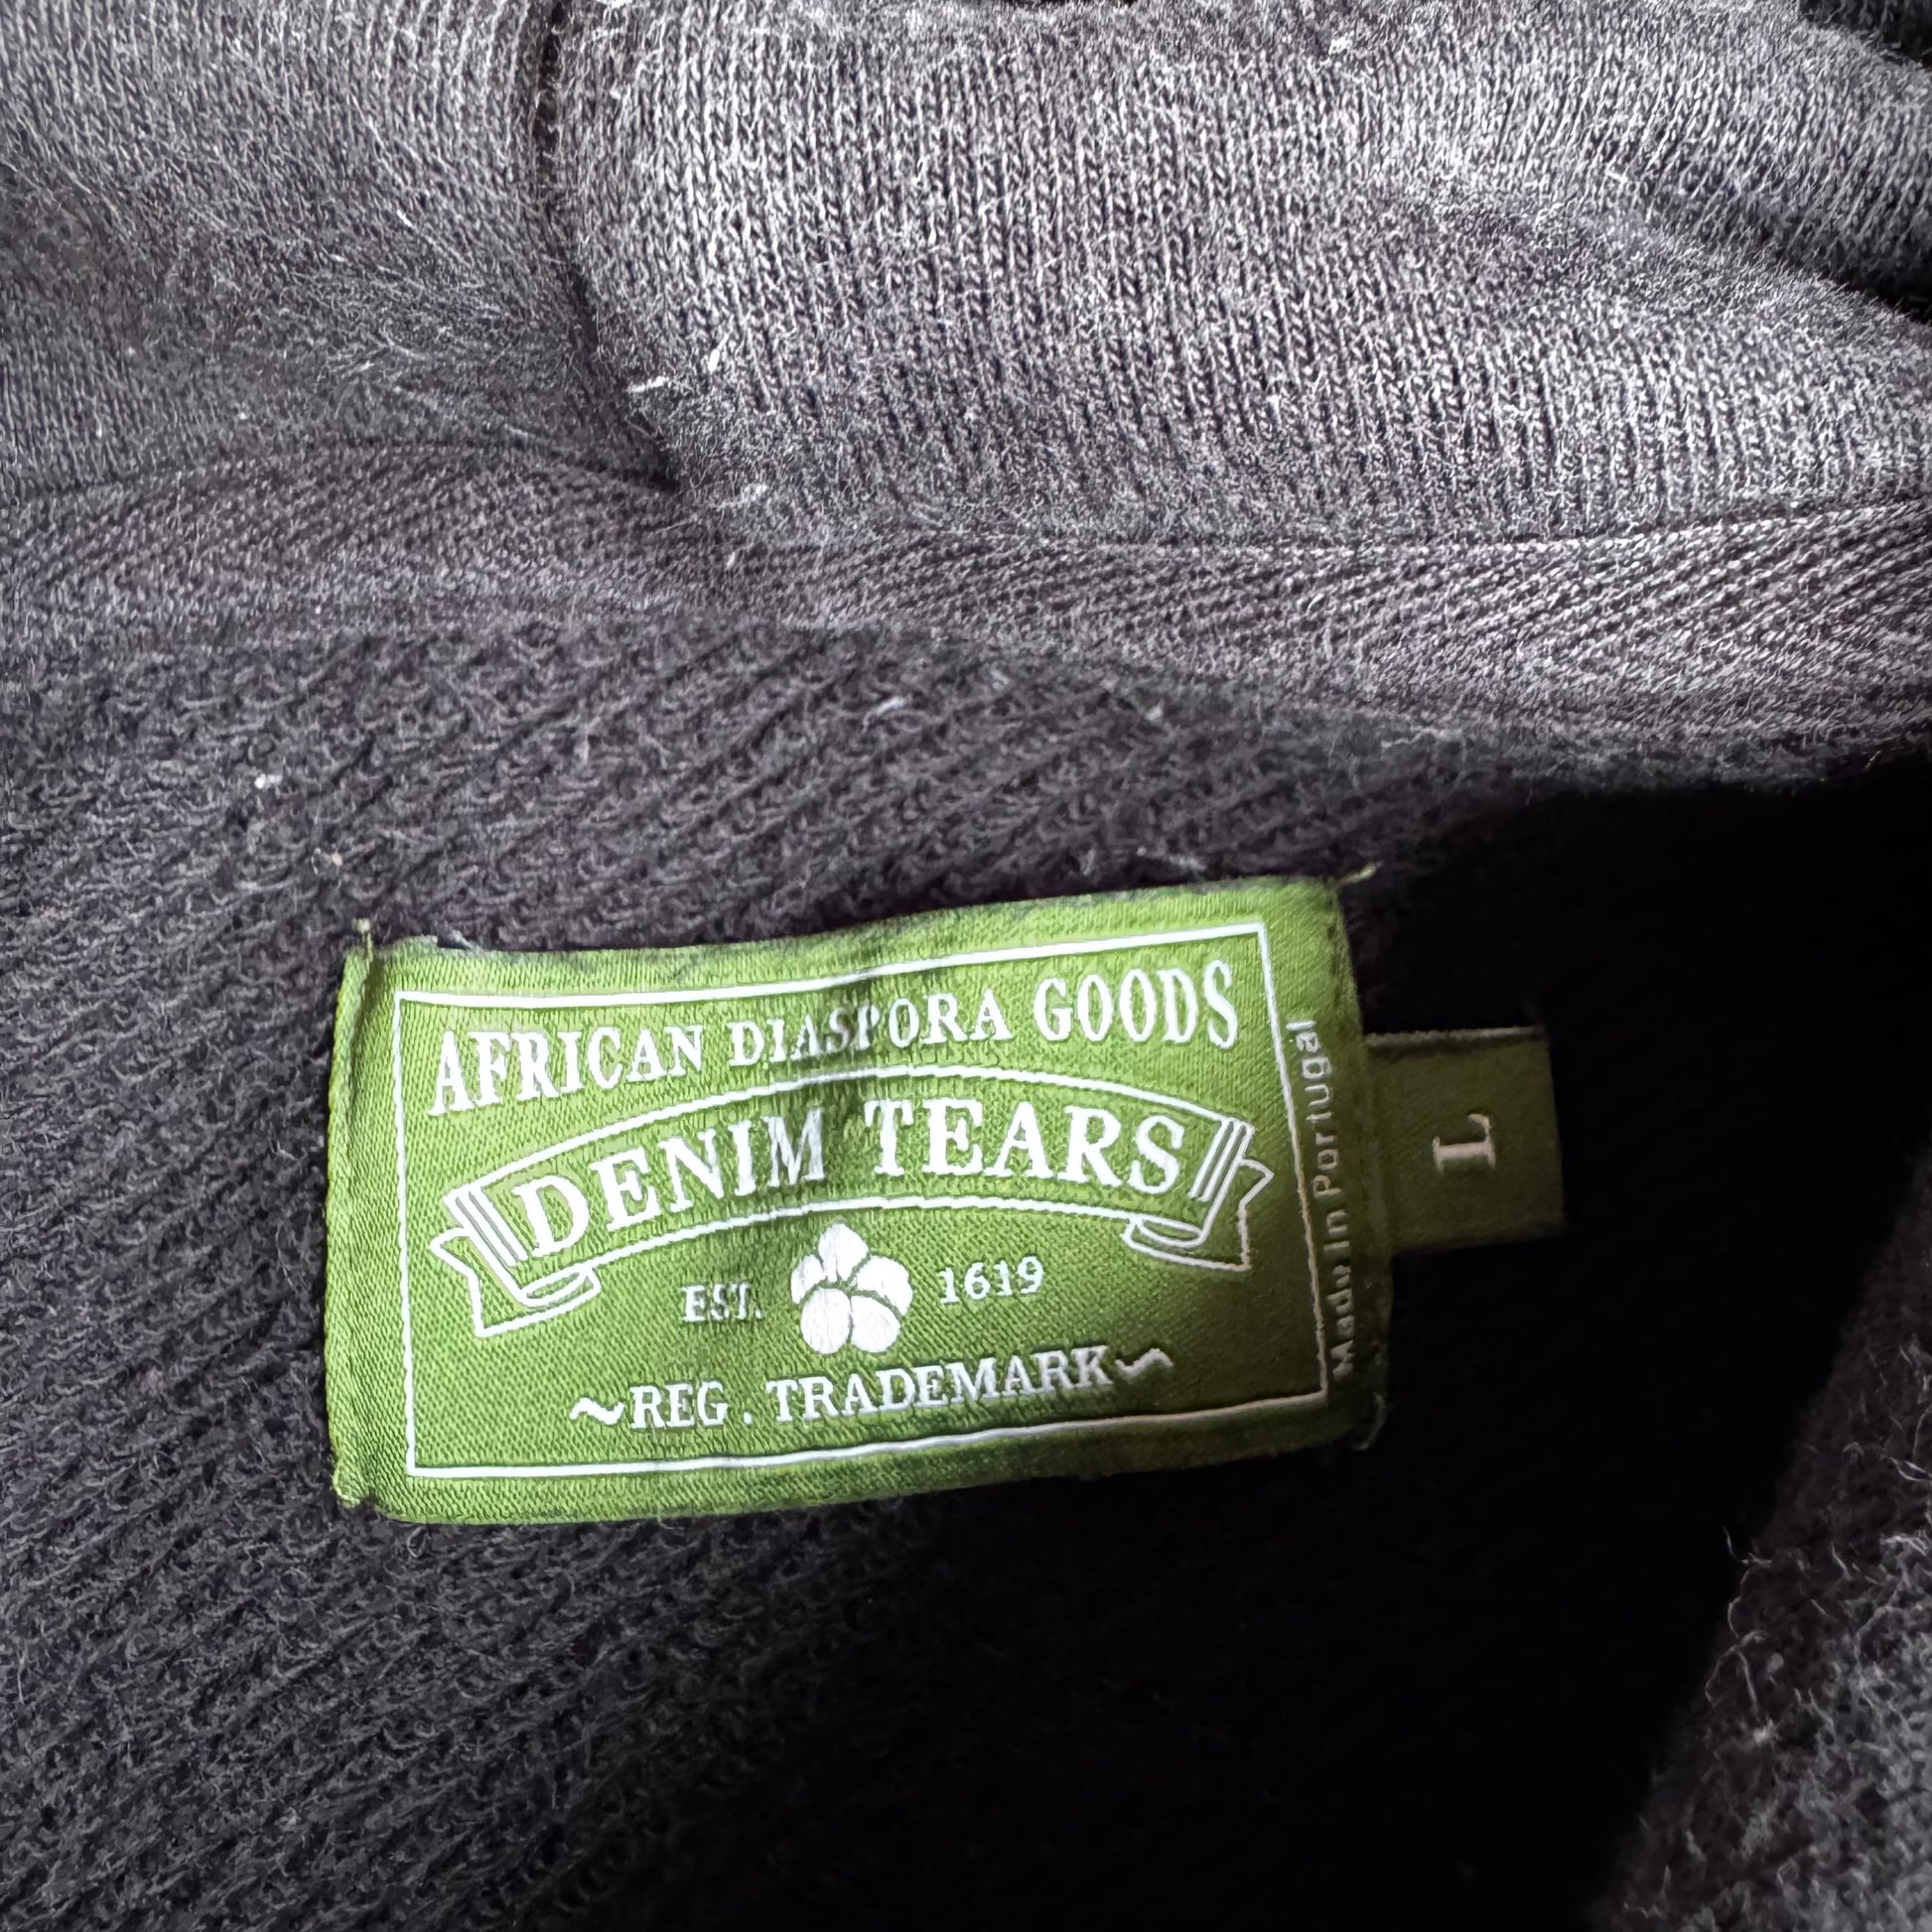 AFRICAN DIASPORA GOODS
DENIM TEARS
EST. 1619
~REG. TRADEMARK~
Made in Portugal
L